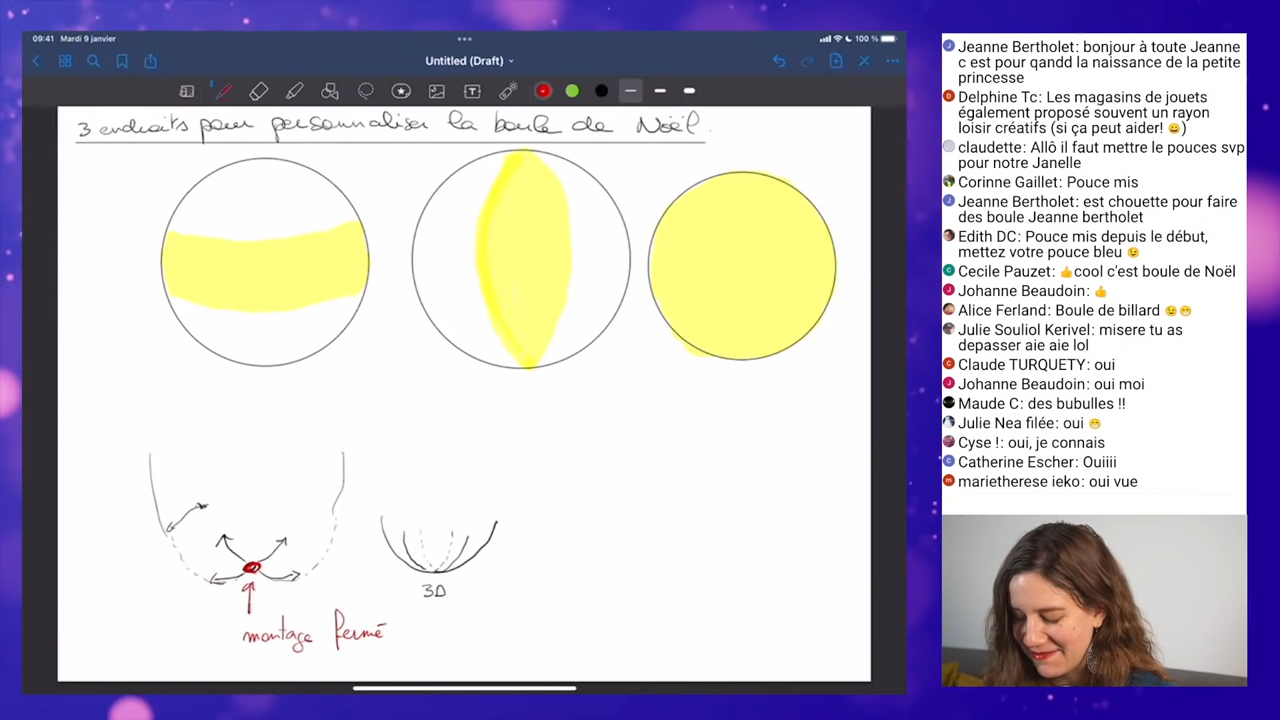 09:41 Mardi 9 janvier
100 %
Untitled (Draft)
3 endroits pour personnaliser la boule de Noël.
3D
montage fermé
Jeanne Bertholet: bonjour à toute Jeanne
c est pour qandd la naissance de la petite
princesse
Delphine Tc: Les magasins de jouets
également proposé souvent un rayon
loisir créatifs (si ça peut aider! 😀)
claudette: Allô il faut mettre le pouces svp
pour notre Janelle
Corinne Gaillet: Pouce mis
Jeanne Bertholet: est chouette pour faire
des boule Jeanne bertholet
Edith DC: Pouce mis depuis le début,
mettez votre pouce bleu 😉
Cecile Pauzet: 👍cool c'est boule de Noël
Johanne Beaudoin: 👍
Alice Ferland: Boule de billard 😉😁
Julie Souliol Kerivel: misere tu as
depasser aie aie lol
Claude TURQUETY: oui
Johanne Beaudoin: oui moi
Maude C: des bubulles !!
Julie Nea filée: oui 😁
Cyse !: oui, je connais
Catherine Escher: Ouiiii
marietherese ieko: oui vue